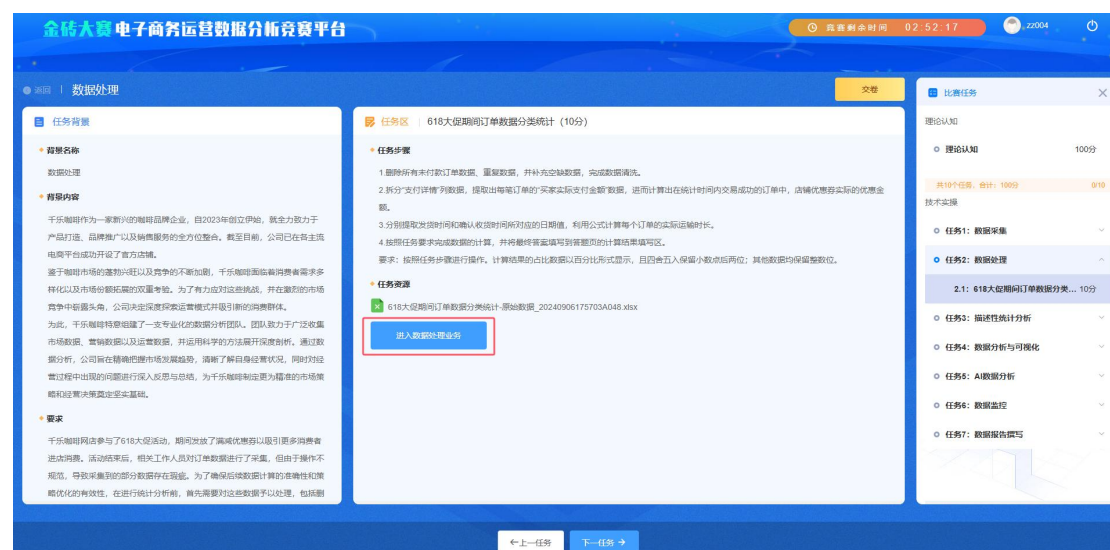 金砖大赛电子商务运营数据分析竞赛平台
竞赛剩余时间 02:52:17
zz004
返回 | 数据处理
交卷
任务背景
背景名称
数据处理
背景内容
千乐咖啡作为一家新兴的咖啡品牌企业，自2023年创立伊始，就全力致力于
产品打造、品牌推广以及销售服务的全方位整合。截至目前，公司已在各主流
电商平台成功开设了官方店铺。
鉴于咖啡市场的蓬勃兴旺以及竞争的不断加剧，千乐咖啡面临着消费者需求多
样化以及市场份额拓展的双重考验。为了有力应对这些挑战，并在激烈的市场
竞争中崭露头角，公司决定深度探索运营模式并吸引新的消费群体。
为此，千乐咖啡特意组建了一支专业化的数据分析团队。团队致力于广泛收集
市场数据、营销数据以及运营数据，并运用科学的方法展开深度剖析。通过数
据分析，公司旨在精确把握市场发展趋势，清晰了解自身经营状况，同时对经
营过程中出现的问题进行深入反思与总结，为千乐咖啡制定更为精准的市场策
略和经营决策奠定坚实基础。
要求
千乐咖啡网店参与了618大促活动，期间发放了满减优惠券以吸引更多消费者
进店消费。活动结束后，相关工作人员对订单数据进行了采集，但由于操作不
规范，导致采集到的部分数据存在瑕疵。为了确保后续数据计算的准确性和策
略优化的有效性，在进行统计分析前，首先需要对这些数据予以处理，包括删
任务区 | 618大促期间订单数据分类统计（10分）
任务步骤
1.删除所有未付款订单数据、重复数据，并补充空缺数据，完成数据清洗。
2.拆分“支付详情”列数据，提取出每笔订单的“买家实际支付金额”数据，进而计算出在统计时间内交易成功的订单中，店铺优惠券实际的优惠金
额。
3.分别提取发货时间和确认收货时间所对应的日期值，利用公式计算每个订单的实际运输时长。
4.按照任务要求完成数据的计算，并将最终答案填写到答题页的计算结果填写区。
要求：按照任务步骤进行操作。计算结果的占比数据以百分比形式显示，且四舍五入保留小数点后两位；其他数据均保留整数位。
任务资源
618大促期间订单数据分类统计-原始数据_20240906175703A048.xlsx
进入数据处理业务
比赛任务
理论认知
理论认知 100分
共10个任务，合计：100分 0/10
技术实操
任务1：数据采集
任务2：数据处理
2.1：618大促期间订单数据分类... 10分
任务3：描述性统计分析
任务4：数据分析与可视化
任务5：AI数据分析
任务6：数据监控
任务7：数据报告撰写
←上一任务
下一任务 →